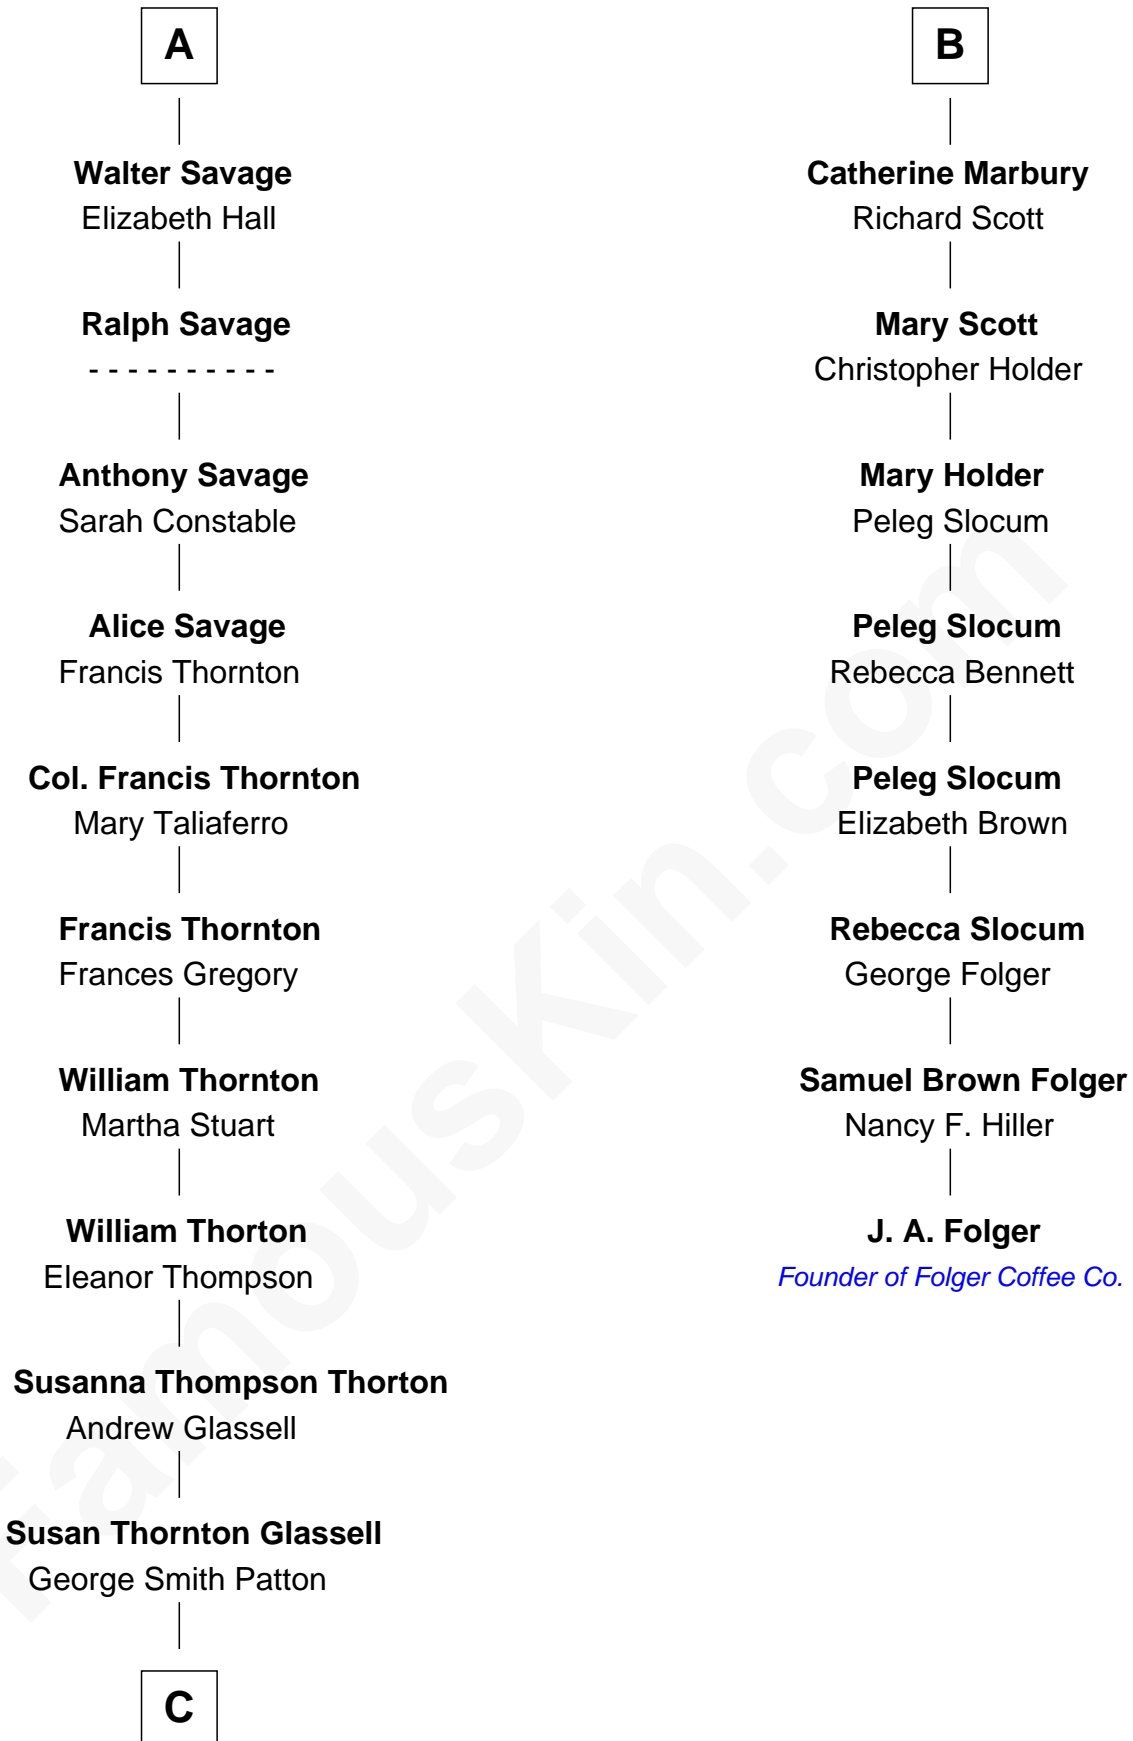 A
Walter Savage
Elizabeth Hall
Ralph Savage
- - - - - - - - - -
Anthony Savage
Sarah Constable
Alice Savage
Francis Thornton
Col. Francis Thornton
Mary Taliaferro
Francis Thornton
Frances Gregory
William Thornton
Martha Stuart
William Thorton
Eleanor Thompson
Susanna Thompson Thorton
Andrew Glassell
Susan Thornton Glassell
George Smith Patton
C
B
Catherine Marbury
Richard Scott
Mary Scott
Christopher Holder
Mary Holder
Peleg Slocum
Peleg Slocum
Rebecca Bennett
Peleg Slocum
Elizabeth Brown
Rebecca Slocum
George Folger
Samuel Brown Folger
Nancy F. Hiller
J. A. Folger
Founder of Folger Coffee Co.
FamousKin.com